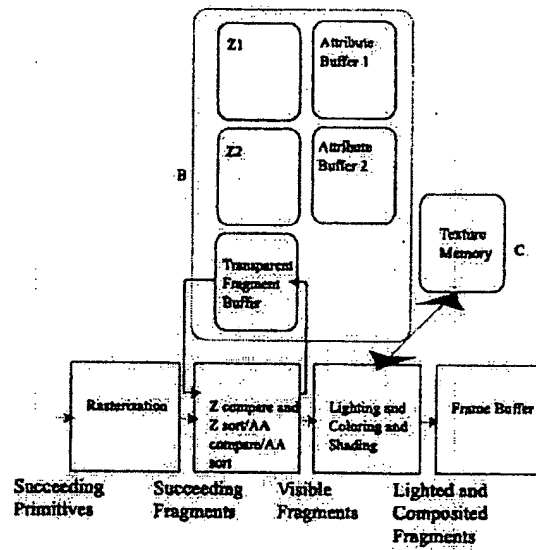 Z1
Attribute
Buffer 1
Z2
Attribute
Buffer 2
B
Texture
Memory
C
Transparent
Fragment
Buffer
Rasterization
Z compare and
Z sort/AA
compare/AA
sort
Lighting and
Coloring and
Shading
Frame Buffer
Succeeding
Primitives
Succeeding
Fragments
Visible
Fragments
Lighted and
Composited
Fragments